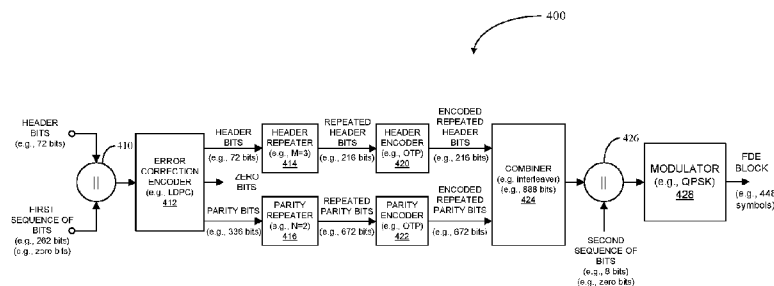 400
HEADER
BITS
(e.g., 72 bits)
410
FIRST SEQUENCE OF
BITS
(e.g., 262 bits)
(e.g., zero bits)
ERROR
CORRECTION
ENCODER
(e.g., LDPC)
412
HEADER
BITS
(e.g., 72 bits)
ZERO
BITS
PARITY BITS
(e.g., 336 bits)
HEADER
REPEATER
(e.g., M=3)
414
PARITY
REPEATER
(e.g., N=2)
416
REPEATED
HEADER BITS
(e.g., 216 bits)
REPEATED
PARITY BITS
(e.g., 672 bits)
HEADER
ENCODER
(e.g., OTP)
420
PARITY
ENCODER
(e.g., OTP)
422
ENCODED
REPEATED
HEADER BITS
(e.g., 216 bits)
ENCODED
REPEATED
PARITY BITS
(e.g., 672 bits)
COMBINER
(e.g. interleaver)
(e.g., 888 bits)
424
426
||
||
SECOND
SEQUENCE OF
BITS
(e.g., 8 bits)
(e.g., zero bits)
MODULATOR
(e.g., QPSK)
428
FDE
BLOCK
(e.g., 448
symbols)